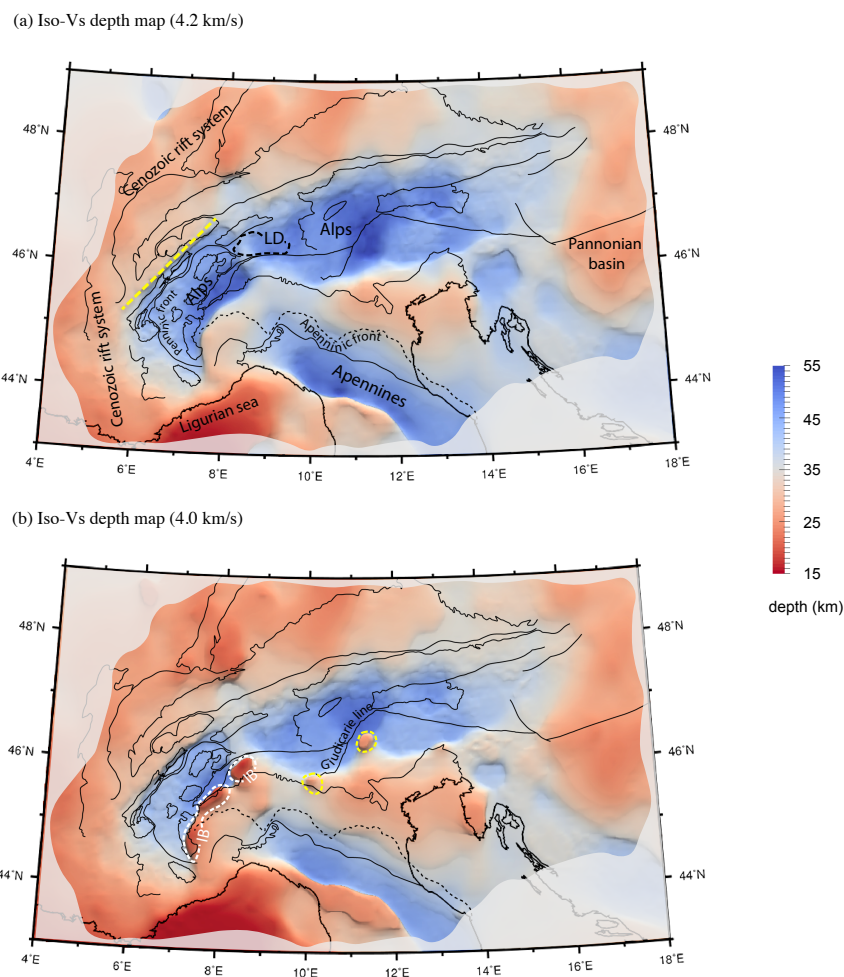 (a) Iso-Vs depth map (4.2 km/s)
48°N
48°N
Cenozoic rift system
LD
Alps
46°E
46°N
Pannonian
basin
Alps
Penninic front
Apenninic front
Cenozoic rift system
44°N
44°N
Apennines
Ligurian sea
4°E
6°E
8°E
10°E
12°E
14°E
16°E
18°E
55
45
35
25
15
depth (km)
(b) Iso-Vs depth map (4.0 km/s)
48°N
48°N
Giudicarie line
46°N
46°N
IB
IB
44°N
44°N
4°E
6°E
8°E
10°E
12°E
14°E
16°E
18°E